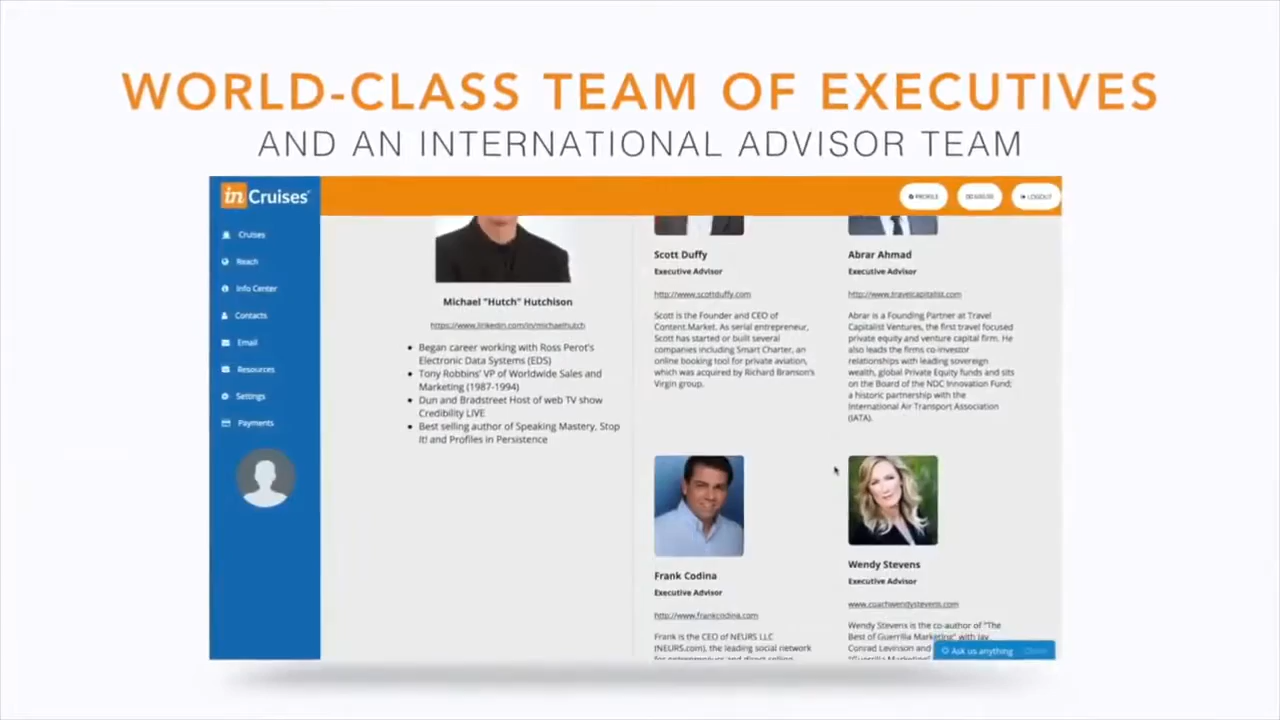 WORLD-CLASS TEAM OF EXECUTIVES
AND AN INTERNATIONAL ADVISOR TEAM
inCruises®
PROFILE
LOGOUT
Cruises
Reach
Info Center
Contacts
Email
Resources
Settings
Payments
Michael "Hutch" Hutchison
https://www.linkedin.com/in/michaelhutch
• Began career working with Ross Perot's
Electronic Data Systems (EDS)
• Tony Robbins' VP of Worldwide Sales and
Marketing (1987-1994)
• Dun and Bradstreet Host of web TV show
Credibility LIVE
• Best selling author of Speaking Mastery, Stop
It! and Profiles in Persistence
Scott Duffy
Executive Advisor
http://www.scottduffy.com
Scott is the Founder and CEO of
Content.Market. As serial entrepreneur,
Scott has started or built several
companies including Smart Charter, an
online booking tool for private aviation,
which was acquired by Richard Branson's
Virgin group.
Abrar Ahmad
Executive Advisor
http://www.travelcapitalist.com
Abrar is a Founding Partner at Travel
Capitalist Ventures, the first travel focused
private equity and venture capital firm. He
also leads the firms co-investor
relationships with leading sovereign
wealth, global Private Equity funds and sits
on the Board of the NDC Innovation Fund;
a historic partnership with the
International Air Transport Association
(IATA).
Frank Codina
Executive Advisor
http://www.frankcodina.com
Frank is the CEO of NEURS LLC
(NEURS.com), the leading social network
for entrepreneurs and direct selling
Wendy Stevens
Executive Advisor
www.coachwendystevens.com
Wendy Stevens is the co-author of "The
Best of Guerrilla Marketing" with Jay
Conrad Levinson and
"Guerrilla Marketing"
Ask us anything